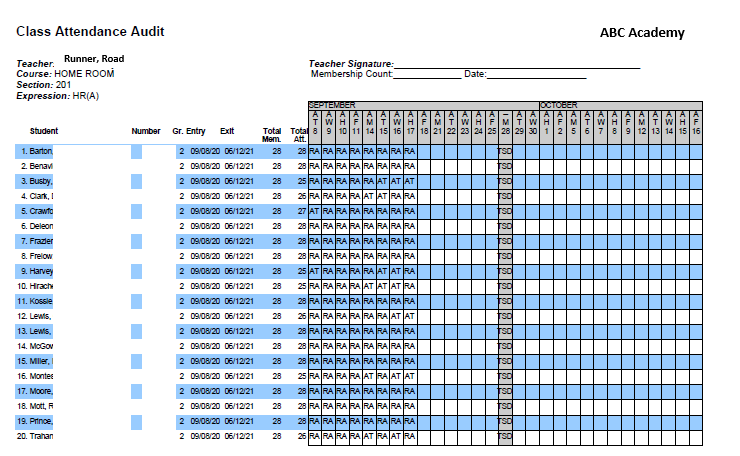 Class Attendance Audit
ABC Academy
Teacher: Runner, Road
Course: HOME ROOM
Section: 201
Expression: HR(A)
Teacher Signature:
Membership Count: Date:
SEPTEMBER OCTOBER
A A A A A A A A A A A A A A – A A A A A A A A A A A A A A
T W H F M T W H F M T W H F M T W H F M T W H F M T W H F
8 9 10 11 14 15 16 17 18 21 22 23 24 25 28 29 30 1 2 5 6 7 8 9 12 13 14 15 16
Student Number Gr. Entry Exit Total Mem. Total Att.
1. Barton, 2 09/08/20 06/12/21 28 28 RA RA RA RA RA RA RA RA TSD
2. Benavi 2 09/08/20 06/12/21 28 28 RA RA RA RA RA RA RA RA TSD
3. Busby, 2 09/08/20 06/12/21 28 25 RA RA RA RA RA AT AT AT TSD
4. Clark, 2 09/08/20 06/12/21 28 26 RA RA RA RA AT AT RA RA TSD
5. Crawfo 2 09/08/20 06/12/21 28 27 AT RA RA RA RA RA RA RA TSD
6. Deleon 2 09/08/20 06/12/21 28 28 RA RA RA RA RA RA RA RA TSD
7. Frazier 2 09/08/20 06/12/21 28 28 RA RA RA RA RA RA RA RA TSD
8. Frelow 2 09/08/20 06/12/21 28 28 RA RA RA RA RA RA RA RA TSD
9. Harvey 2 09/08/20 06/12/21 28 25 AT RA RA RA RA AT AT RA TSD
10. Hirache 2 09/08/20 06/12/21 28 25 RA RA RA RA AT AT AT RA TSD
11. Kossie 2 09/08/20 06/12/21 28 28 RA RA RA RA RA RA RA RA TSD
12. Lewis, 2 09/08/20 06/12/21 28 26 RA RA RA RA RA RA AT AT TSD
13. Lewis, 2 09/08/20 06/12/21 28 28 RA RA RA RA RA RA RA RA TSD
14. McGow 2 09/08/20 06/12/21 28 28 RA RA RA RA RA RA RA RA TSD
15. Miller, 2 09/08/20 06/12/21 28 28 RA RA RA RA RA RA RA RA TSD
16. Montee 2 09/08/20 06/12/21 28 25 RA RA RA RA AT RA AT AT TSD
17. Moore, 2 09/08/20 06/12/21 28 28 RA RA RA RA RA RA RA RA TSD
18. Mott, R 2 09/08/20 06/12/21 28 28 RA RA RA RA RA RA RA RA TSD
19. Prince, 2 09/08/20 06/12/21 28 28 RA RA RA RA RA RA RA RA TSD
20. Trahan 2 09/08/20 06/12/21 28 26 RA RA RA RA AT RA AT RA TSD